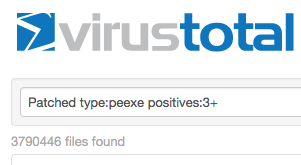 virustotal
Patched type:peexe positives:3+
3790446 files found